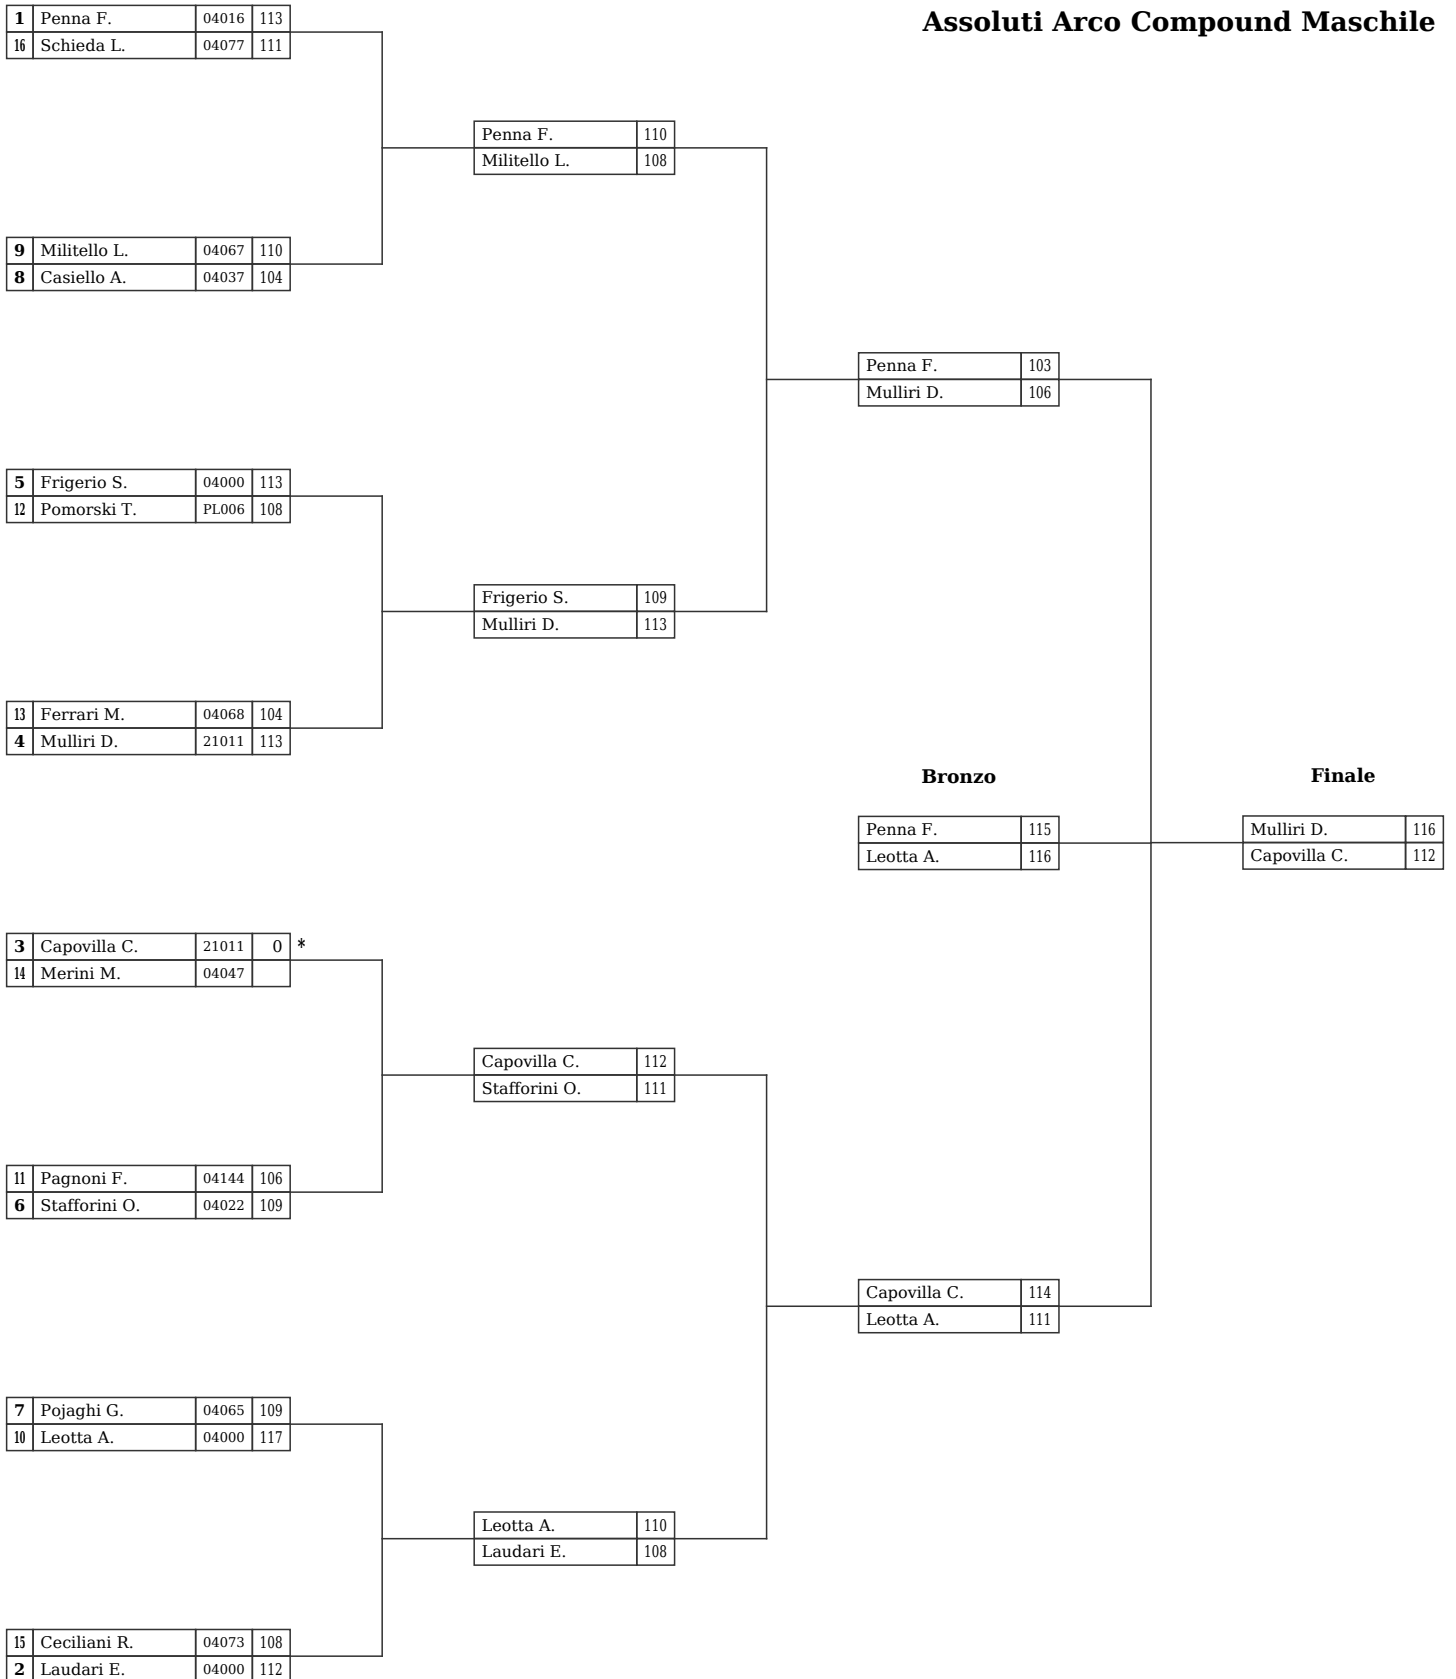 Assoluti Arco Compound Maschile
1 Penna F. 04016 113
16 Schieda L. 04077 111
Penna F. 110
Militello L. 108
9 Militello L. 04067 110
8 Casiello A. 04037 104
Penna F. 103
Mulliri D. 106
5 Frigerio S. 04000 113
12 Pomorski T. PL006 108
Frigerio S. 109
Mulliri D. 113
13 Ferrari M. 04068 104
4 Mulliri D. 21011 113
Bronzo
Finale
Penna F. 115
Leotta A. 116
Mulliri D. 116
Capovilla C. 112
3 Capovilla C. 21011 0 *
14 Merini M. 04047
Capovilla C. 112
Stafforini O. 111
11 Pagnoni F. 04144 106
6 Stafforini O. 04022 109
Capovilla C. 114
Leotta A. 111
7 Pojaghi G. 04065 109
10 Leotta A. 04000 117
Leotta A. 110
Laudari E. 108
15 Ceciliani R. 04073 108
2 Laudari E. 04000 112